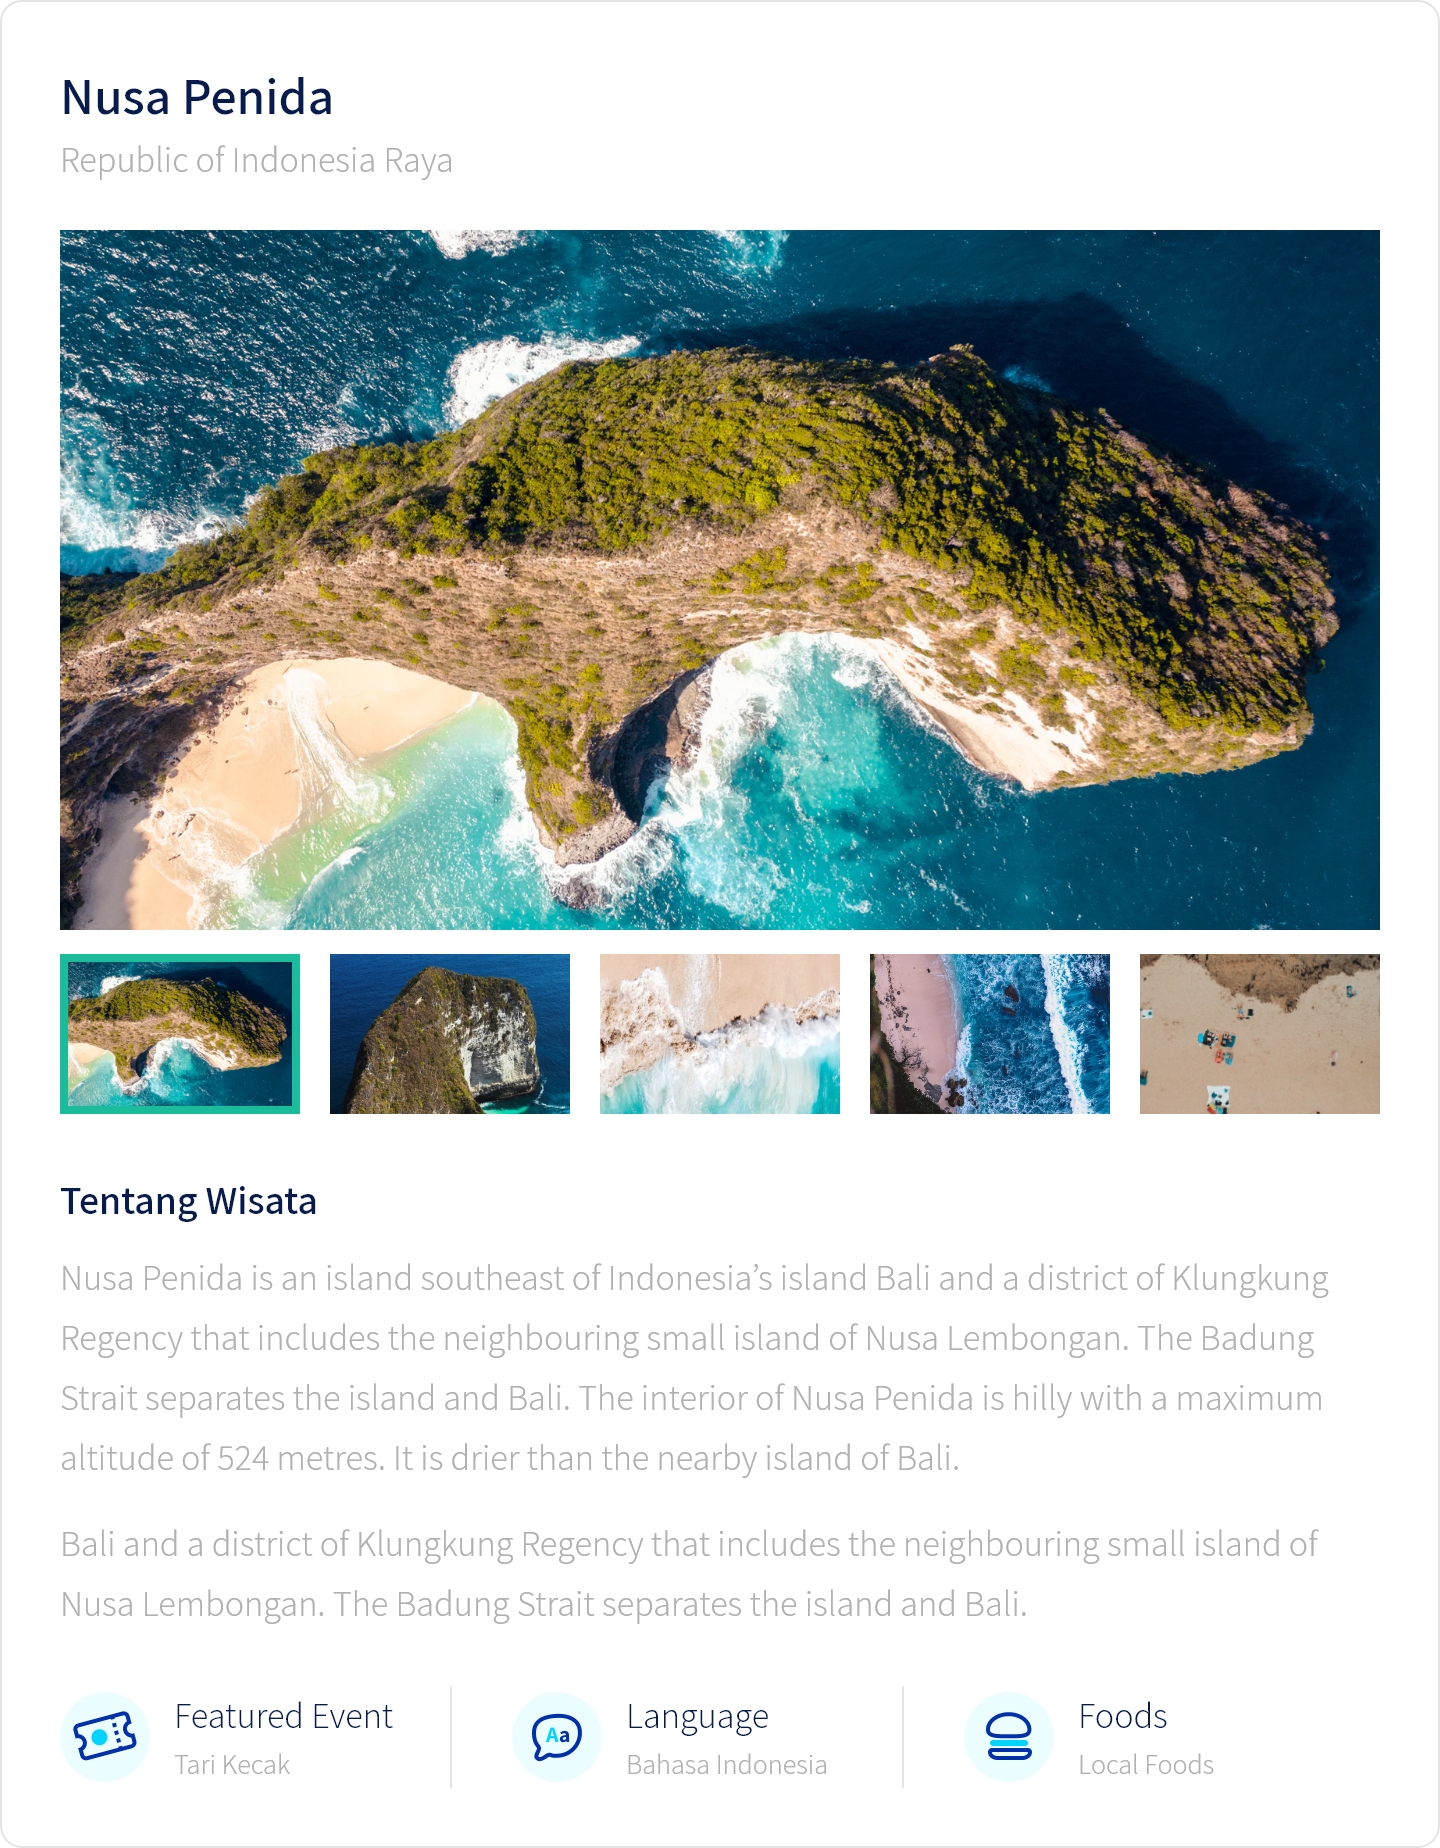 Nusa Penida
Republic of Indonesia Raya
Tentang Wisata
Nusa Penida is an island southeast of Indonesia’s island Bali and a district of Klungkung
Regency that includes the neighbouring small island of Nusa Lembongan. The Badung
Strait separates the island and Bali. The interior of Nusa Penida is hilly with a maximum
altitude of 524 metres. It is drier than the nearby island of Bali.
Bali and a district of Klungkung Regency that includes the neighbouring small island of
Nusa Lembongan. The Badung Strait separates the island and Bali.
Featured Event
Tari Kecak
Aa
Language
Bahasa Indonesia
Foods
Local Foods